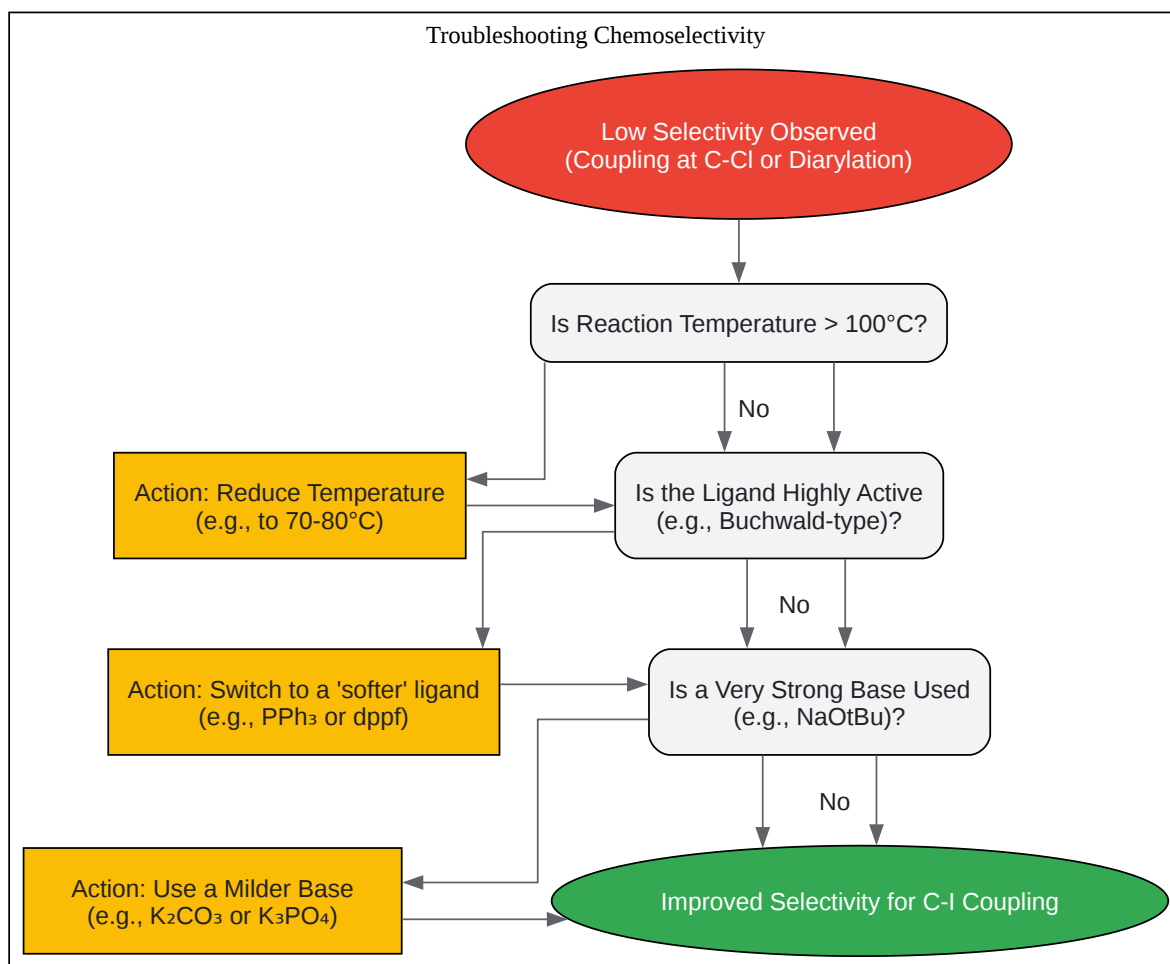 Troubleshooting Chemoselectivity
Low Selectivity Observed
(Coupling at C-Cl or Diarylation)
Is Reaction Temperature > 100°C?
No
Action: Reduce Temperature
(e.g., to 70-80°C)
Is the Ligand Highly Active
(e.g., Buchwald-type)?
No
Action: Switch to a 'softer' ligand
(e.g., PPh₃ or dppf)
Is a Very Strong Base Used
(e.g., NaOtBu)?
No
Action: Use a Milder Base
(e.g., K₂CO₃ or K₃PO₄)
Improved Selectivity for C-I Coupling